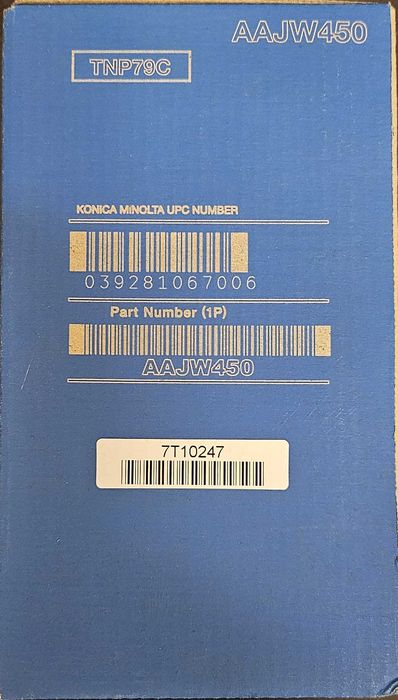 AAJW450
TNP79C
KONICA MINOLTA UPC NUMBER
039281067006
Part Number (1P)
AAJW450
7T10247